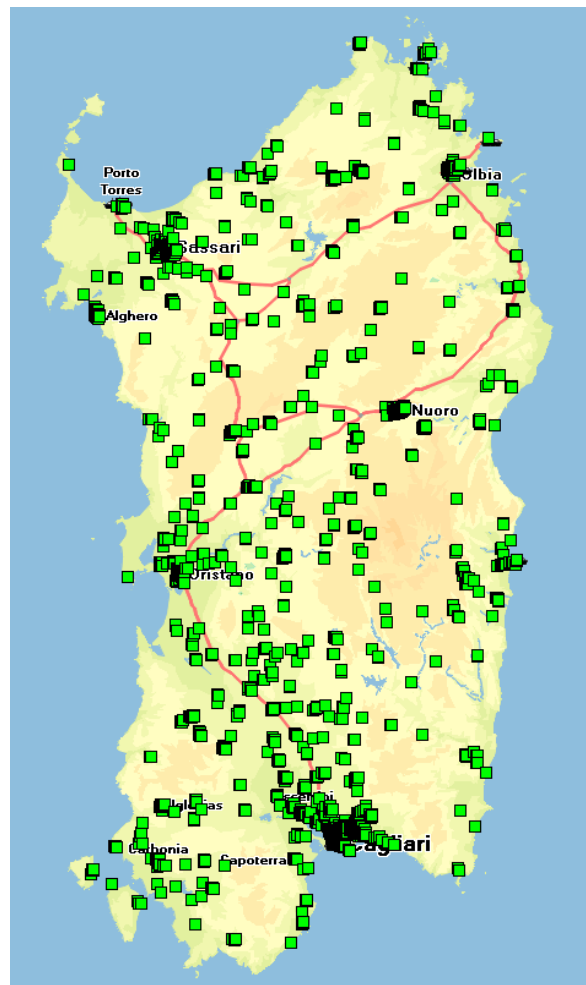 Porto
Torres
Olbia
Sassari
Alghero
Nuoro
Oristano
Iglesias
Carbonia
Capoterra
Cagliari